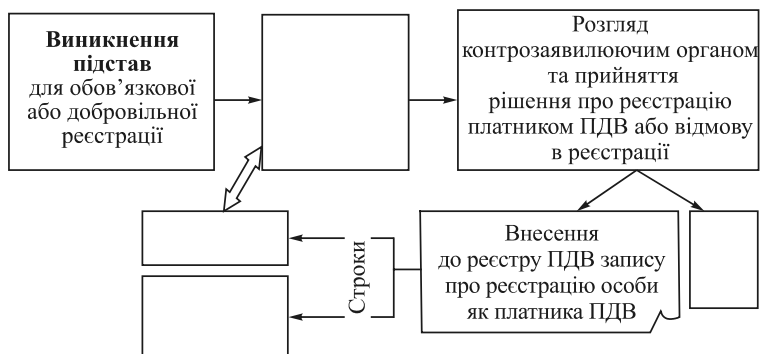 Виникнення
підстав
для обов’язкової
або добровільної
реєстрації
Розгляд
контрозаявилюючим органом
та прийняття
рішення про реєстрацію
платником ПДВ або відмову
в реєстрації
Строки
Внесення
до реєстру ПДВ запису
про реєстрацію особи
як платника ПДВ